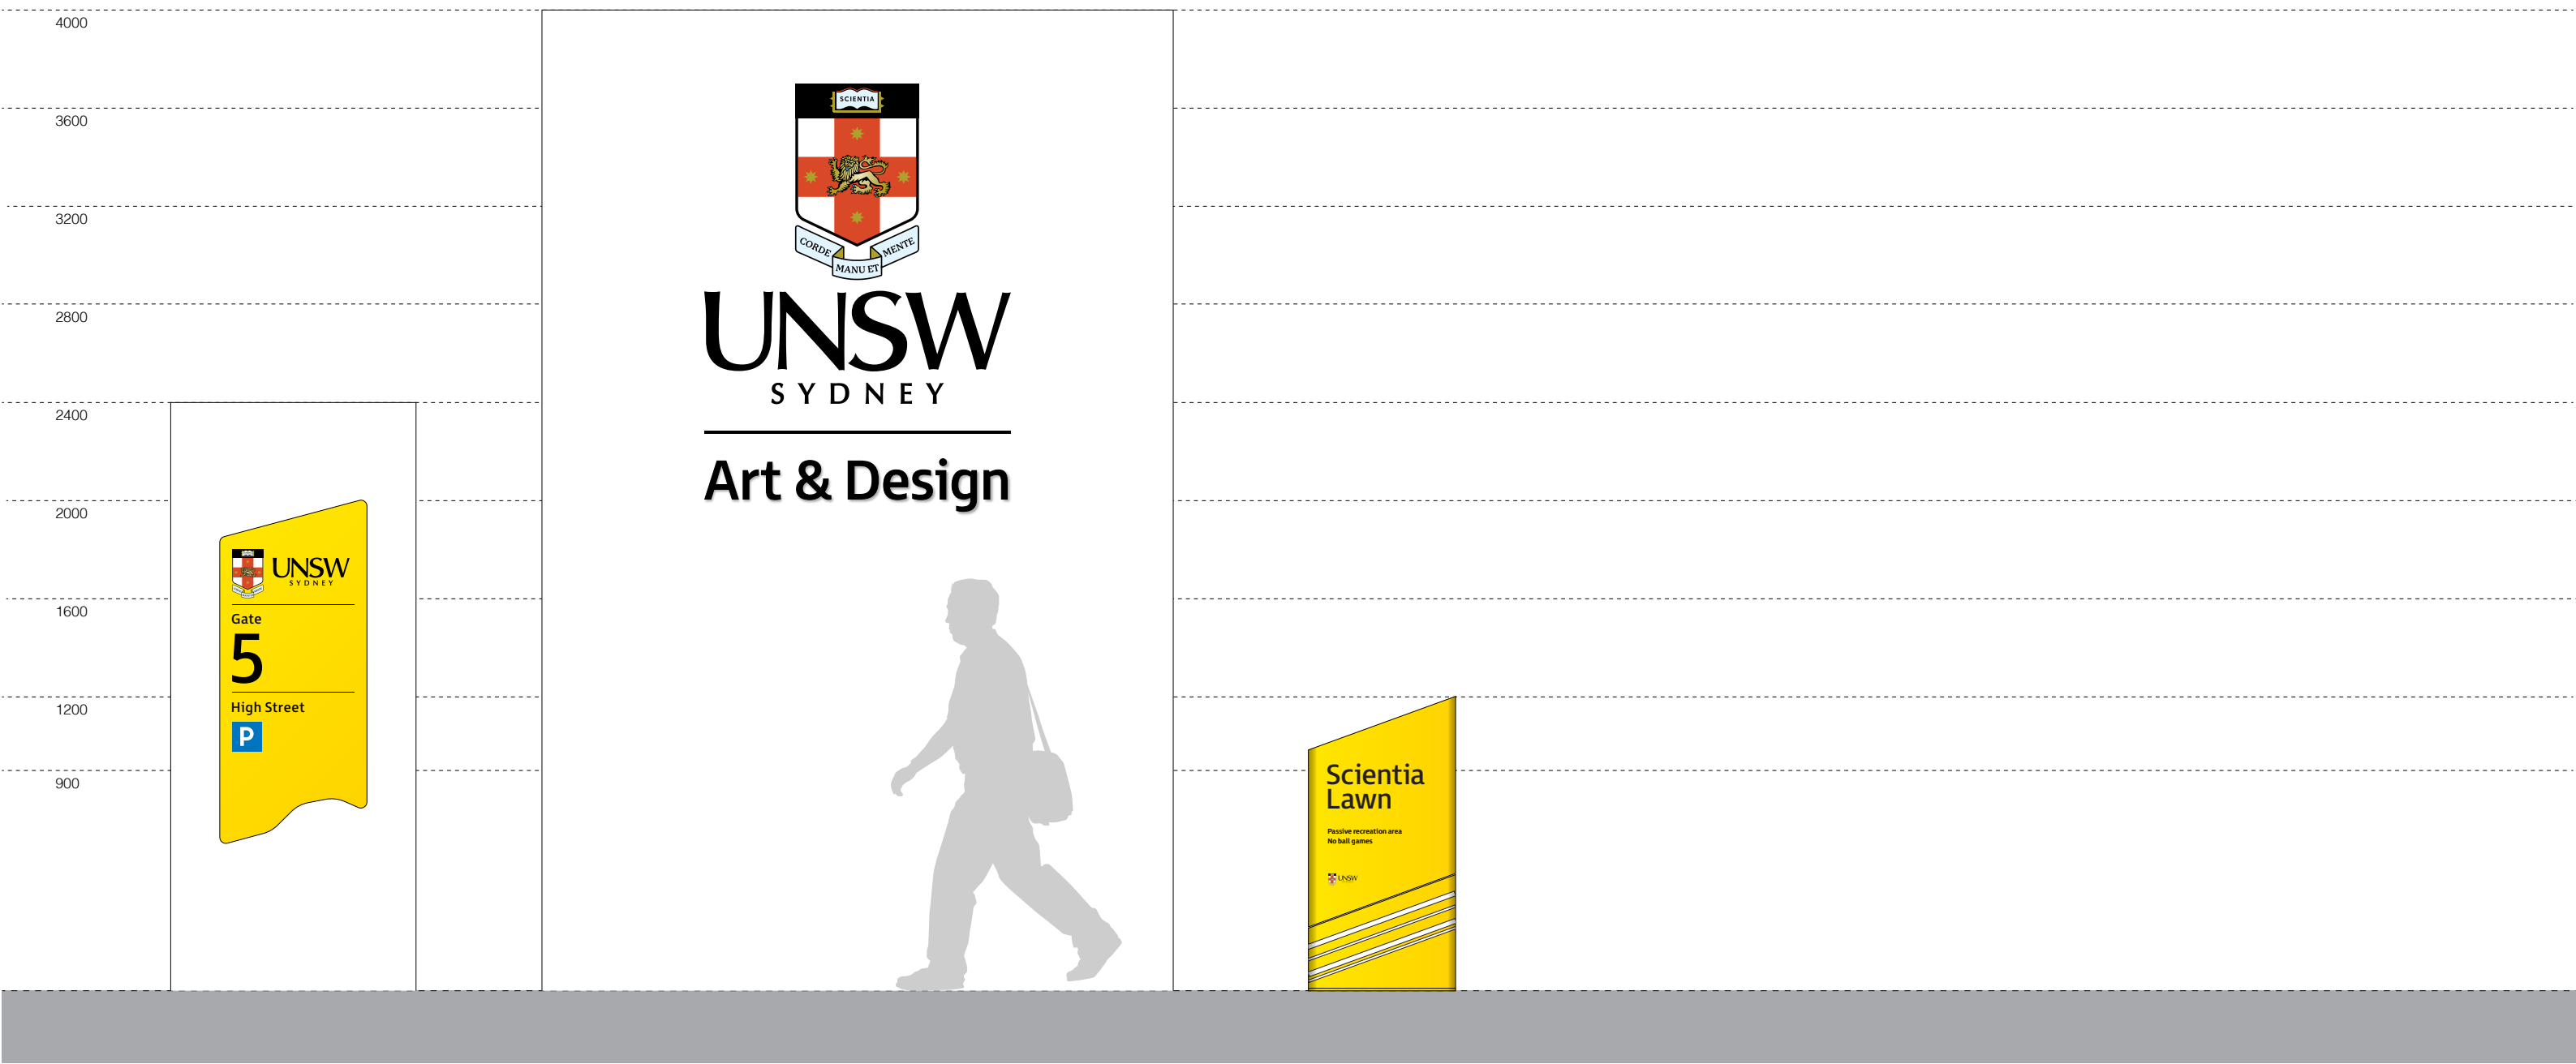 4000
3600
3200
2800
2400
2000
1600
1200
900
UNSW
SYDNEY
Gate
5
High Street
P
SCIENTIA
CORDE
MANU ET
MENTE
UNSW
SYDNEY
Art & Design
Scientia
Lawn
Passive recreation area
No ball games
UNSW